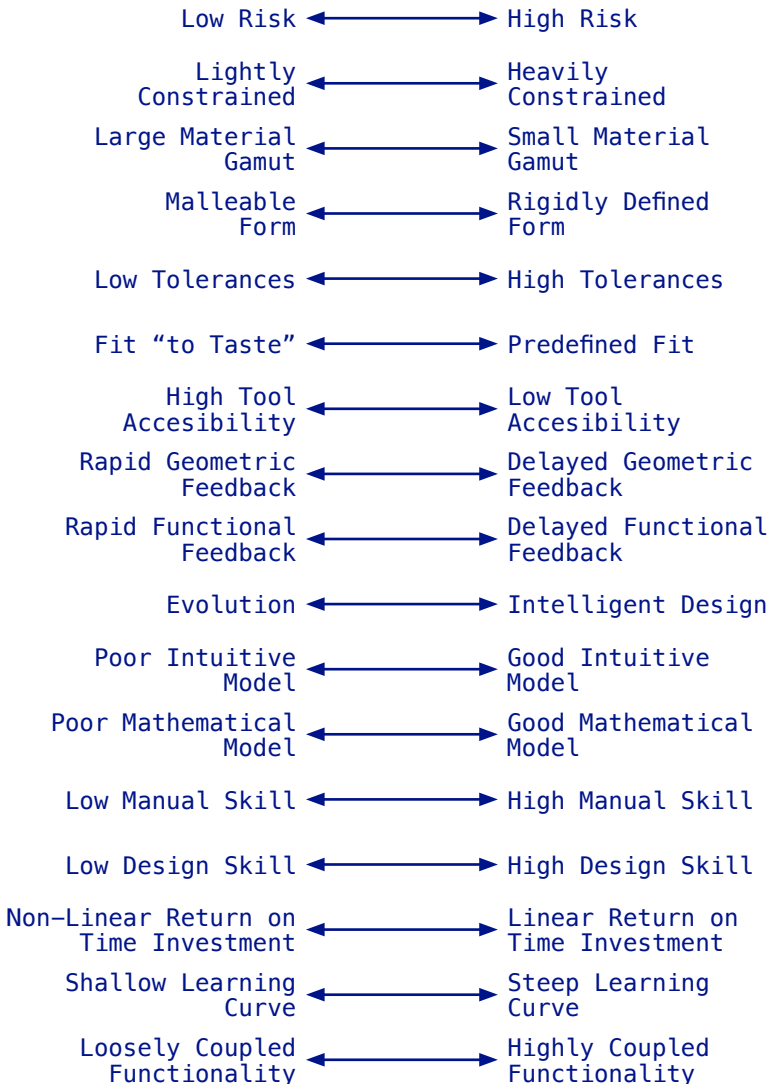 Low Risk High Risk
Lightly Heavily
Constrained Constrained
Large Material Small Material
Gamut Gamut
Malleable Rigidly Defined
Form Form
Low Tolerances High Tolerances
Fit “to Taste” Predefined Fit
High Tool Low Tool
Accesibility Accesibility
Rapid Geometric Delayed Geometric
Feedback Feedback
Rapid Functional Delayed Functional
Feedback Feedback
Evolution Intelligent Design
Poor Intuitive Good Intuitive
Model Model
Poor Mathematical Good Mathematical
Model Model
Low Manual Skill High Manual Skill
Low Design Skill High Design Skill
Non–Linear Return on Linear Return on
Time Investment Time Investment
Shallow Learning Steep Learning
Curve Curve
Loosely Coupled Highly Coupled
Functionality Functionality